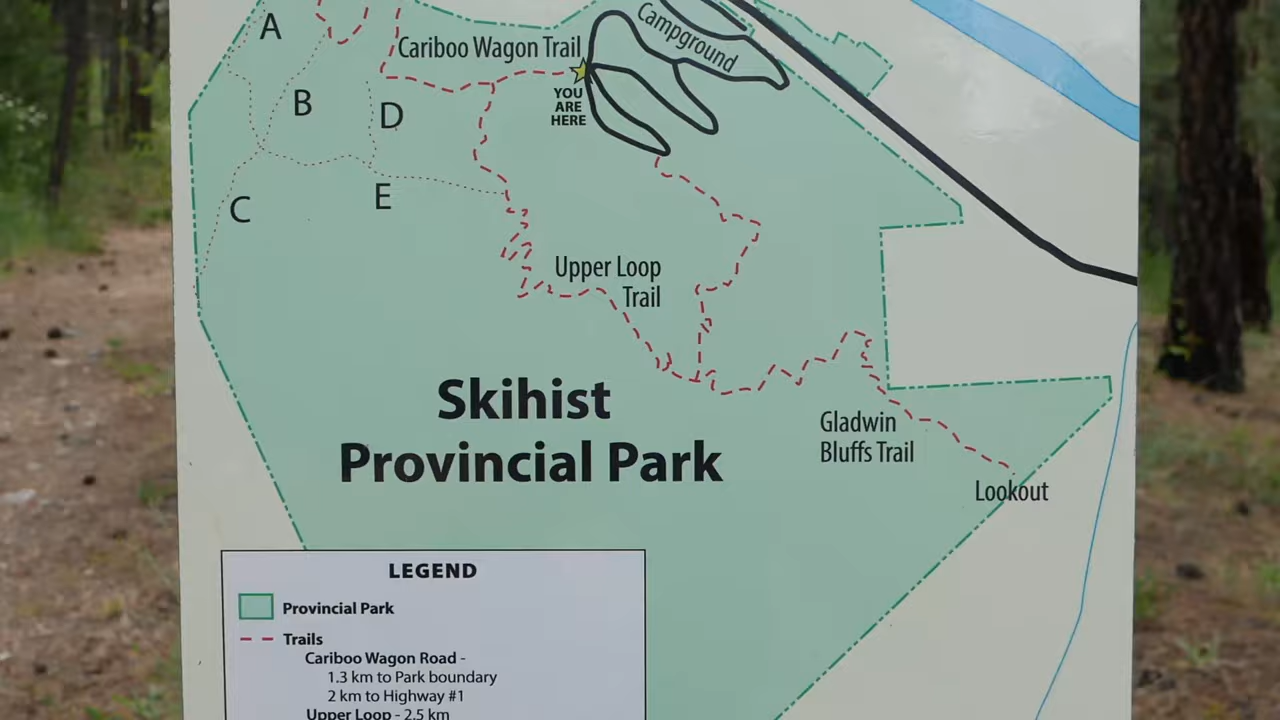 A
Cariboo Wagon Trail
Campground
B
D
YOU
ARE
HERE
E
C
Upper Loop
Trail
Skihist
Provincial Park
Gladwin
Bluffs Trail
Lookout
LEGEND
Provincial Park
Trails
Cariboo Wagon Road -
1.3 km to Park boundary
2 km to Highway #1
Upper Loop - 2.5 km